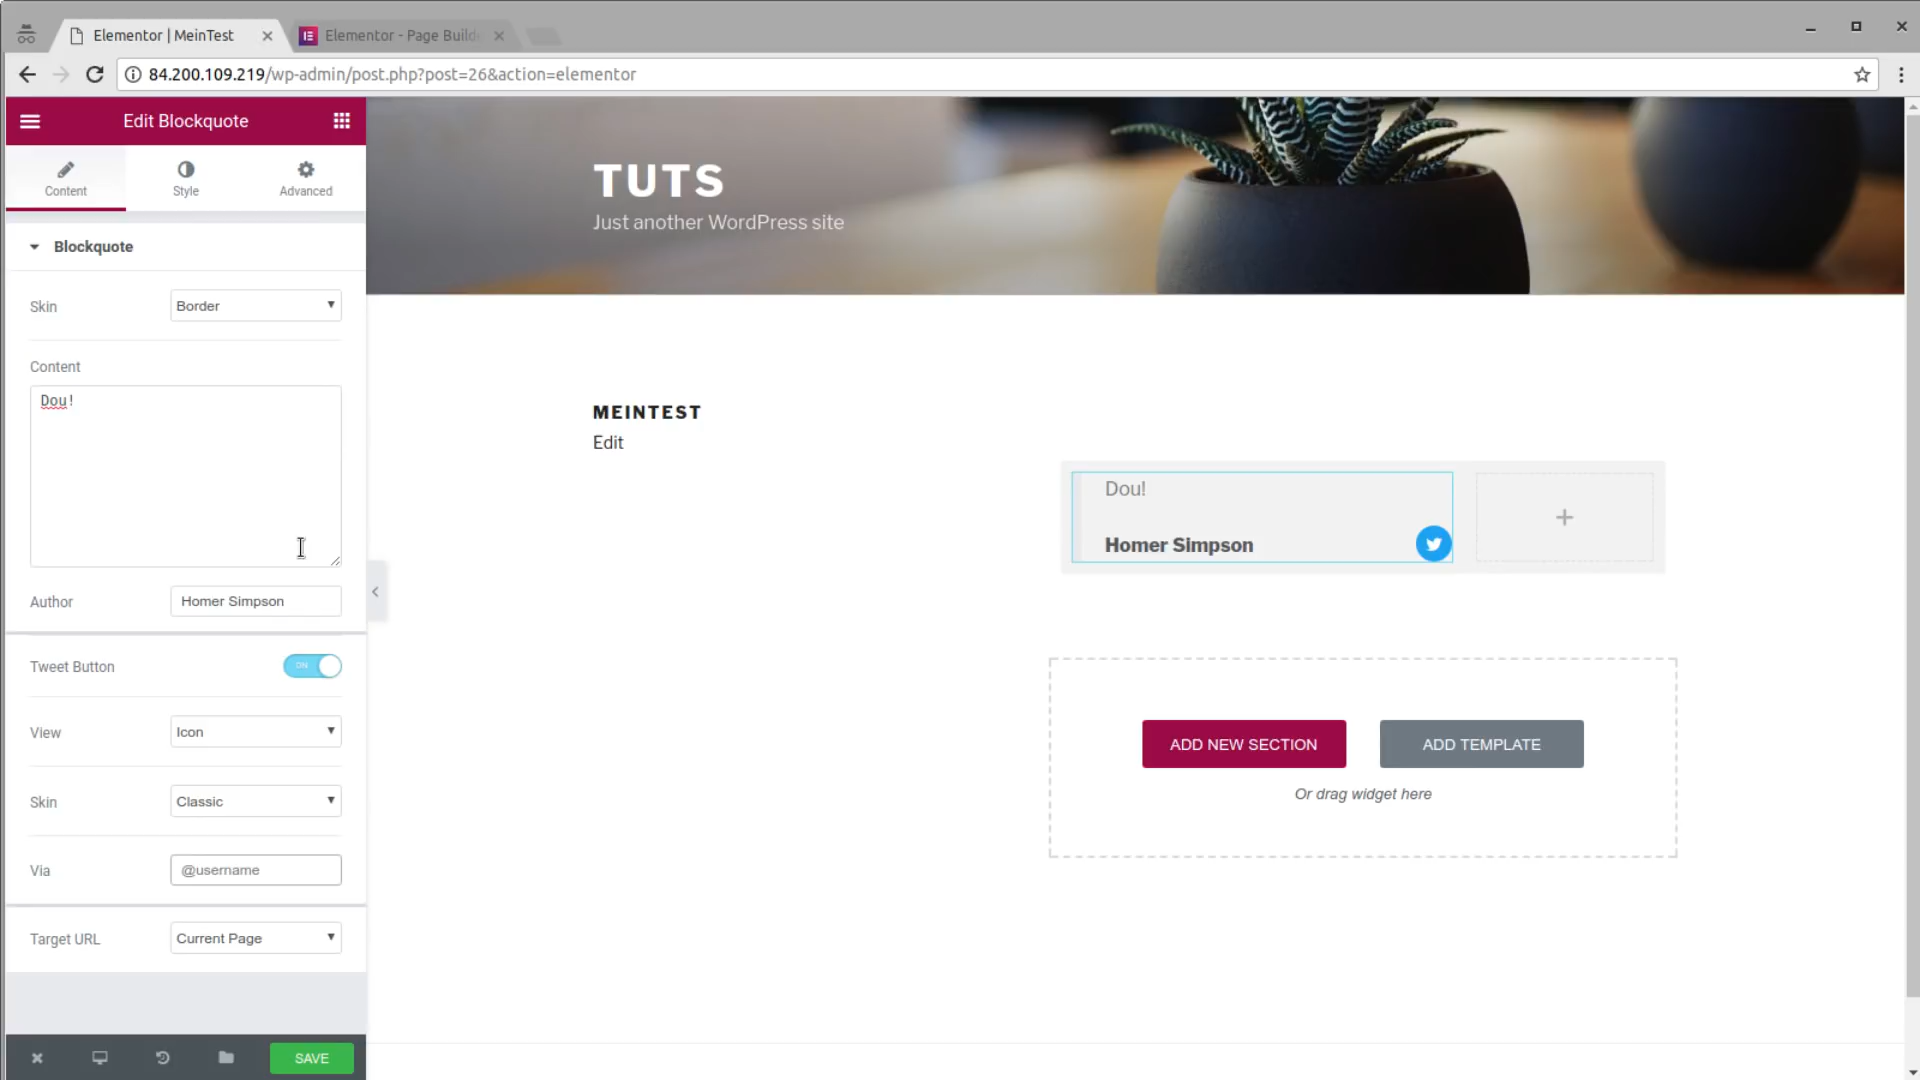 Elementor | MeinTest
Elementor - Page Builde
84.200.109.219/wp-admin/post.php?post=26&action=elementor
Edit Blockquote
Content
Style
Advanced
Blockquote
Skin
Border
Content
Dou!
Author
Homer Simpson
Tweet Button
ON
View
Icon
Skin
Classic
Via
@username
Target URL
Current Page
SAVE
TUTS
Just another WordPress site
MEINTEST
Edit
Dou!
Homer Simpson
ADD NEW SECTION
ADD TEMPLATE
Or drag widget here